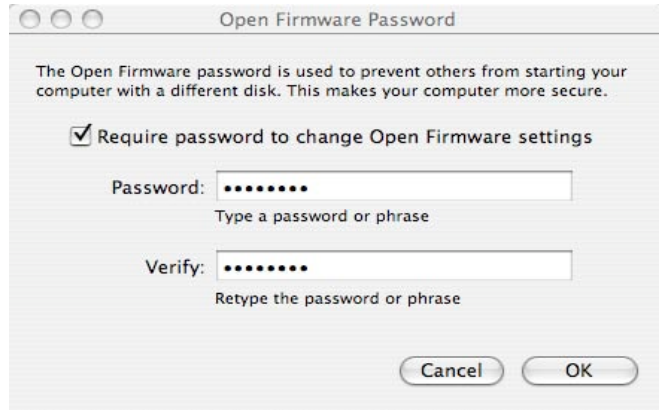 Open Firmware Password
The Open Firmware password is used to prevent others from starting your
computer with a different disk. This makes your computer more secure.
Require password to change Open Firmware settings
Password: ••••••••
Type a password or phrase
Verify: ••••••••
Retype the password or phrase
Cancel OK